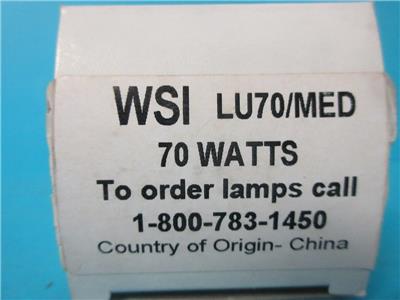 WSI LU70/MED
70 WATTS
To order lamps call
1-800-783-1450
Country of Origin- China